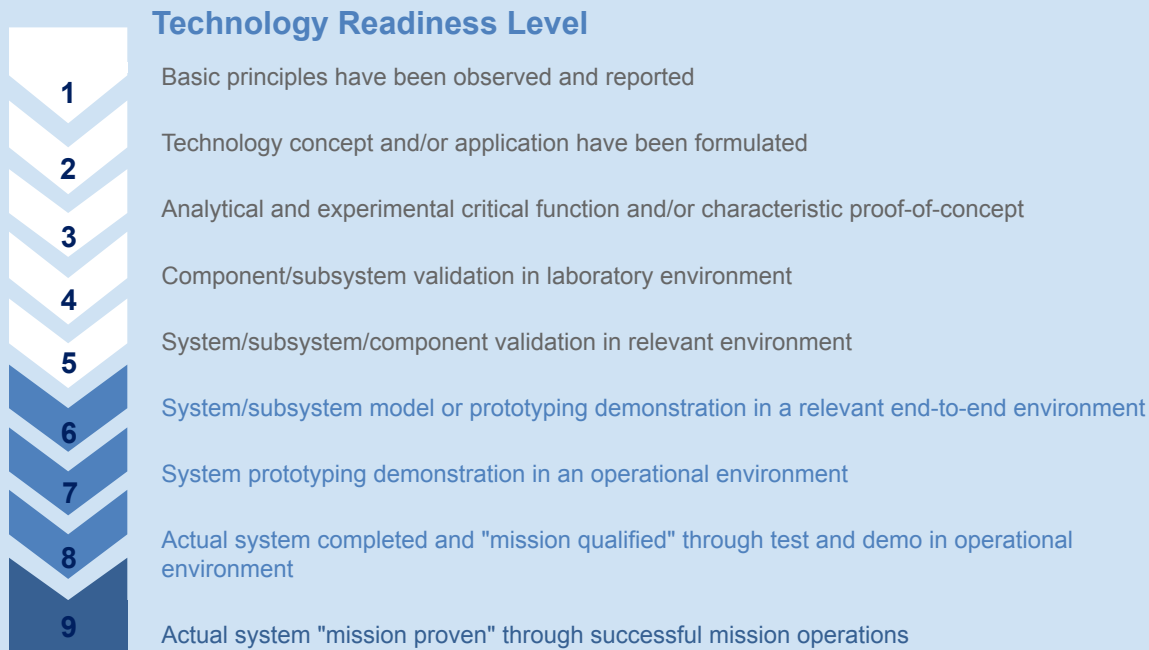 Technology Readiness Level
1
Basic principles have been observed and reported
2
Technology concept and/or application have been formulated
3
Analytical and experimental critical function and/or characteristic proof-of-concept
4
Component/subsystem validation in laboratory environment
5
System/subsystem/component validation in relevant environment
6
System/subsystem model or prototyping demonstration in a relevant end-to-end environment
7
System prototyping demonstration in an operational environment
8
Actual system completed and "mission qualified" through test and demo in operational
environment
9
Actual system "mission proven" through successful mission operations